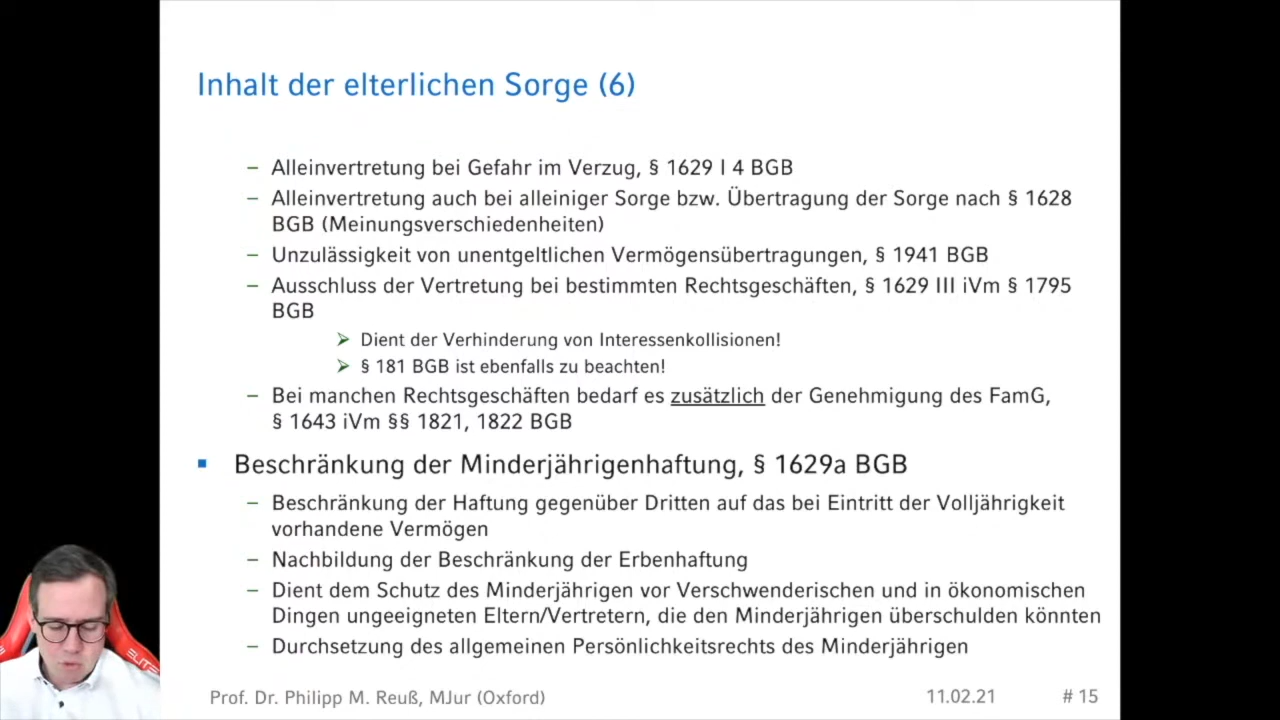 Inhalt der elterlichen Sorge (6)
– Alleinvertretung bei Gefahr im Verzug, § 1629 I 4 BGB
– Alleinvertretung auch bei alleiniger Sorge bzw. Übertragung der Sorge nach § 1628
BGB (Meinungsverschiedenheiten)
– Unzulässigkeit von unentgeltlichen Vermögensübertragungen, § 1941 BGB
– Ausschluss der Vertretung bei bestimmten Rechtsgeschäften, § 1629 III iVm § 1795
BGB
➢ Dient der Verhinderung von Interessenkollisionen!
➢ § 181 BGB ist ebenfalls zu beachten!
– Bei manchen Rechtsgeschäften bedarf es zusätzlich der Genehmigung des FamG,
§ 1643 iVm §§ 1821, 1822 BGB
▪ Beschränkung der Minderjährigenhaftung, § 1629a BGB
– Beschränkung der Haftung gegenüber Dritten auf das bei Eintritt der Volljährigkeit
vorhandene Vermögen
– Nachbildung der Beschränkung der Erbenhaftung
– Dient dem Schutz des Minderjährigen vor Verschwenderischen und in ökonomischen
Dingen ungeeigneten Eltern/Vertretern, die den Minderjährigen überschulden könnten
– Durchsetzung des allgemeinen Persönlichkeitsrechts des Minderjährigen
Prof. Dr. Philipp M. Reuß, MJur (Oxford) 11.02.21 # 15
ELITE